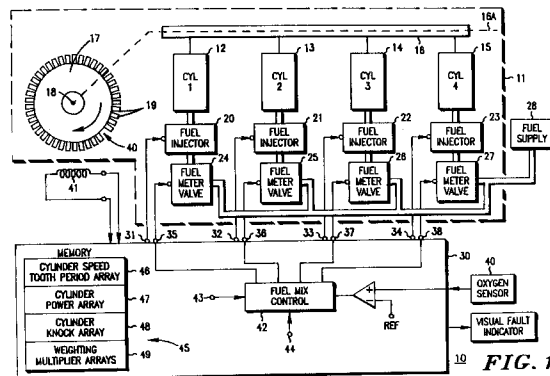 17
18
19
40
41
12
13
14
15
16
16A
11
CYL 1
CYL 2
CYL 3
CYL 4
20
21
22
23
FUEL INJECTOR
FUEL INJECTOR
FUEL INJECTOR
FUEL INJECTOR
28
FUEL SUPPLY
24
25
26
27
FUEL METER VALVE
FUEL METER VALVE
FUEL METER VALVE
FUEL METER VALVE
31
35
32
36
33
37
34
38
30
MEMORY
CYLINDER SPEED TOOTH PERIOD ARRAY
46
CYLINDER POWER ARRAY
47
CYLINDER KNOCK ARRAY
48
WEIGHTING MULTIPLIER ARRAYS
49
45
43
FUEL MIX CONTROL
42
44
+
REF
40
OXYGEN SENSOR
VISUAL FAULT INDICATOR
10
FIG. 1